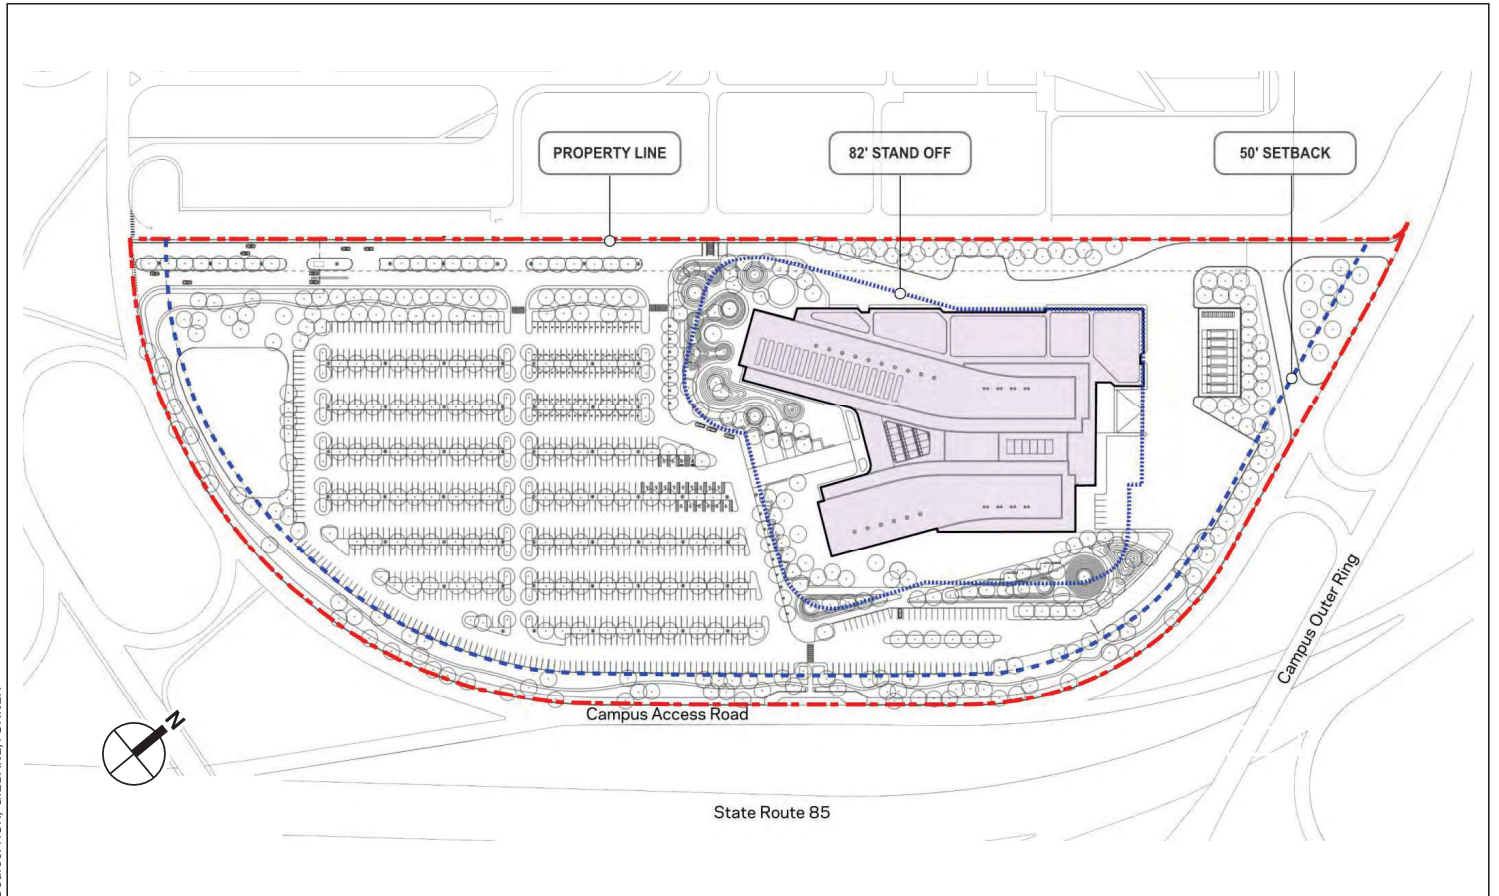 PROPERTY LINE
82' STAND OFF
50' SETBACK
Campus Outer Ring
Campus Access Road
N
State Route 85